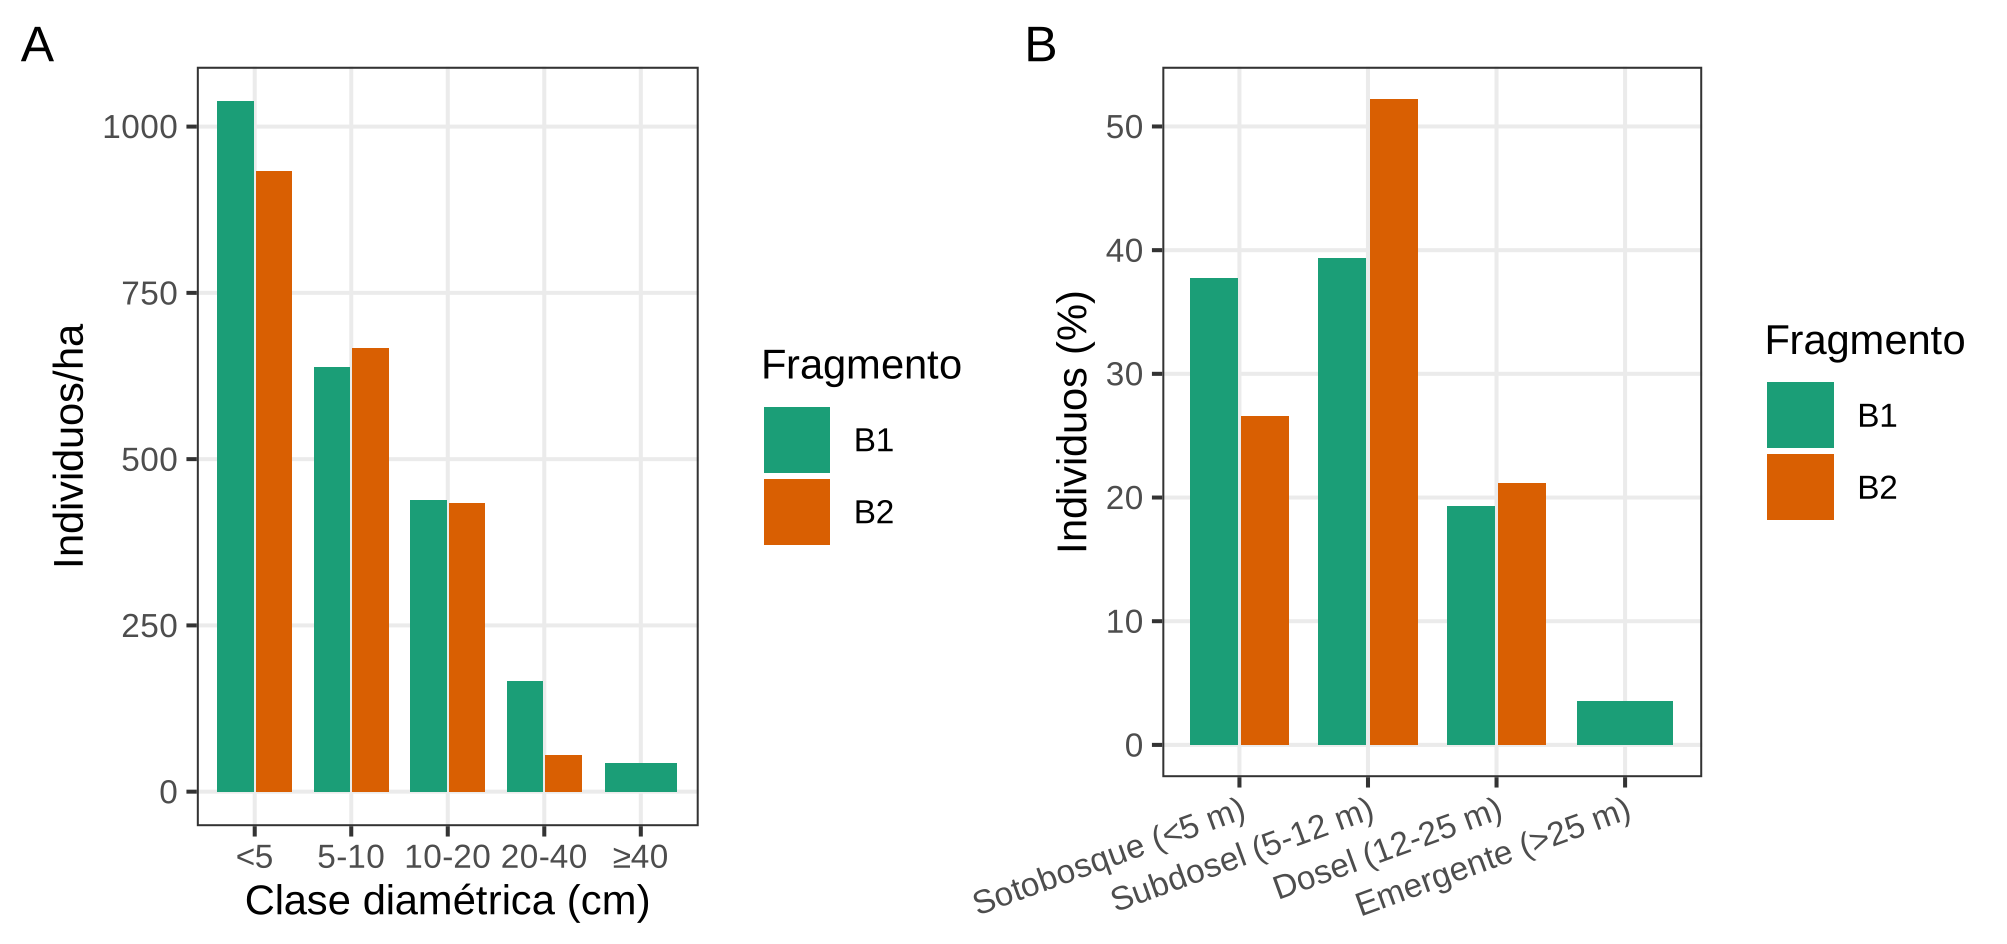 A
Individuos/ha
1000
750
500
250
0
<5 5-10 10-20 20-40 ≥40
Clase diamétrica (cm)
Fragmento
B1
B2
B
Individuos (%)
50
40
30
20
10
0
Sotobosque (<5 m)
Subdosel (5-12 m)
Dosel (12-25 m)
Emergente (>25 m)
Fragmento
B1
B2